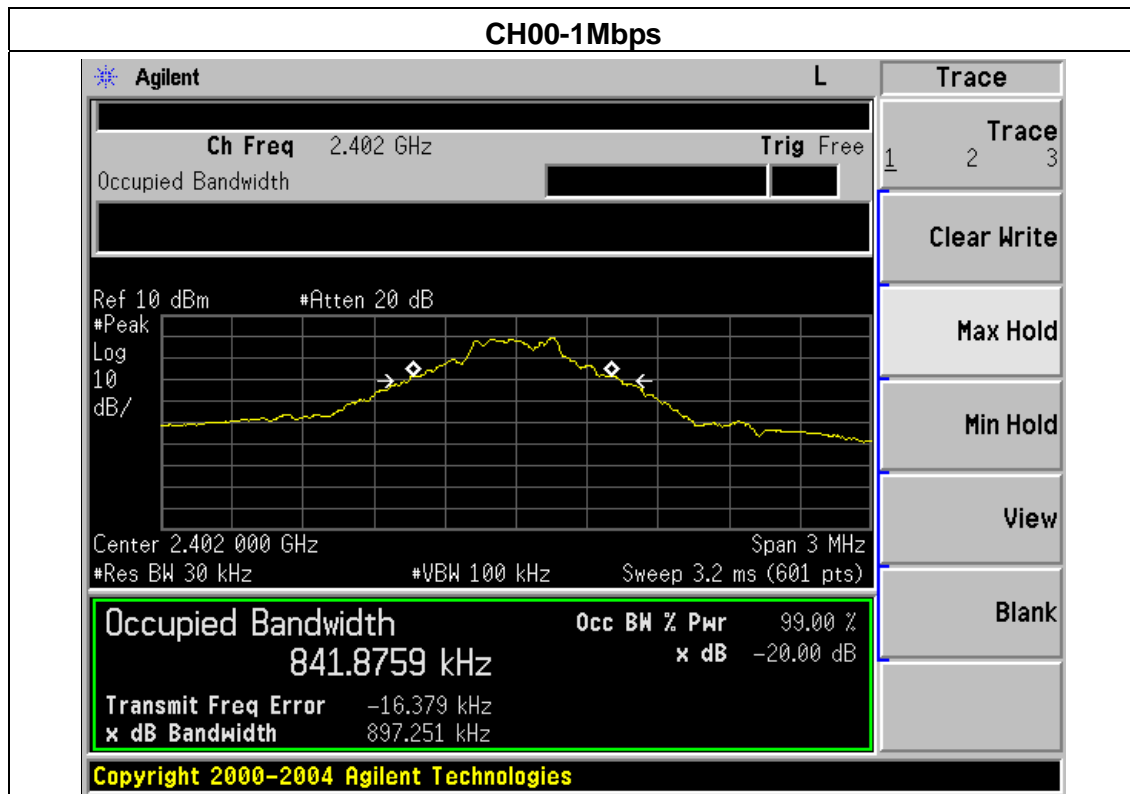 CH00-1Mbps
Agilent L Trace
Ch Freq 2.402 GHz Trig Free
Occupied Bandwidth
Trace
1 2 3
Clear Write
Max Hold
Min Hold
View
Blank
Ref 10 dBm #Atten 20 dB
#Peak
Log
10
dB/
Center 2.402 000 GHz Span 3 MHz
#Res BW 30 kHz #VBW 100 kHz Sweep 3.2 ms (601 pts)
Occupied Bandwidth Occ BW % Pwr 99.00 %
841.8759 kHz x dB -20.00 dB
Transmit Freq Error -16.379 kHz
x dB Bandwidth 897.251 kHz
Copyright 2000-2004 Agilent Technologies